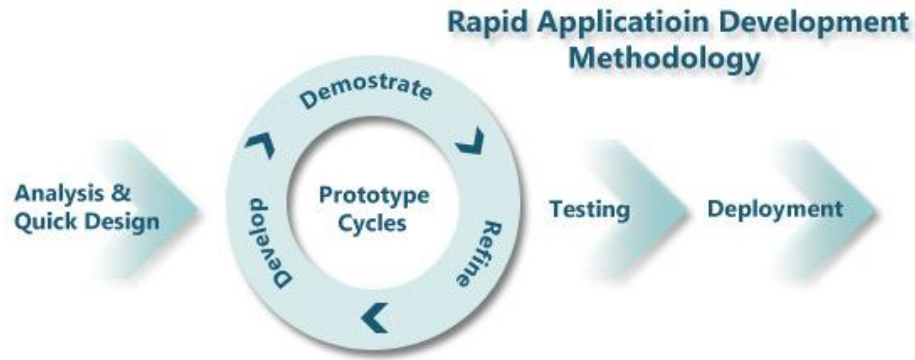 Rapid Applicatioin Development
Methodology
Analysis &
Quick Design
Demostrate
Refine
Develop
Prototype
Cycles
Testing
Deployment